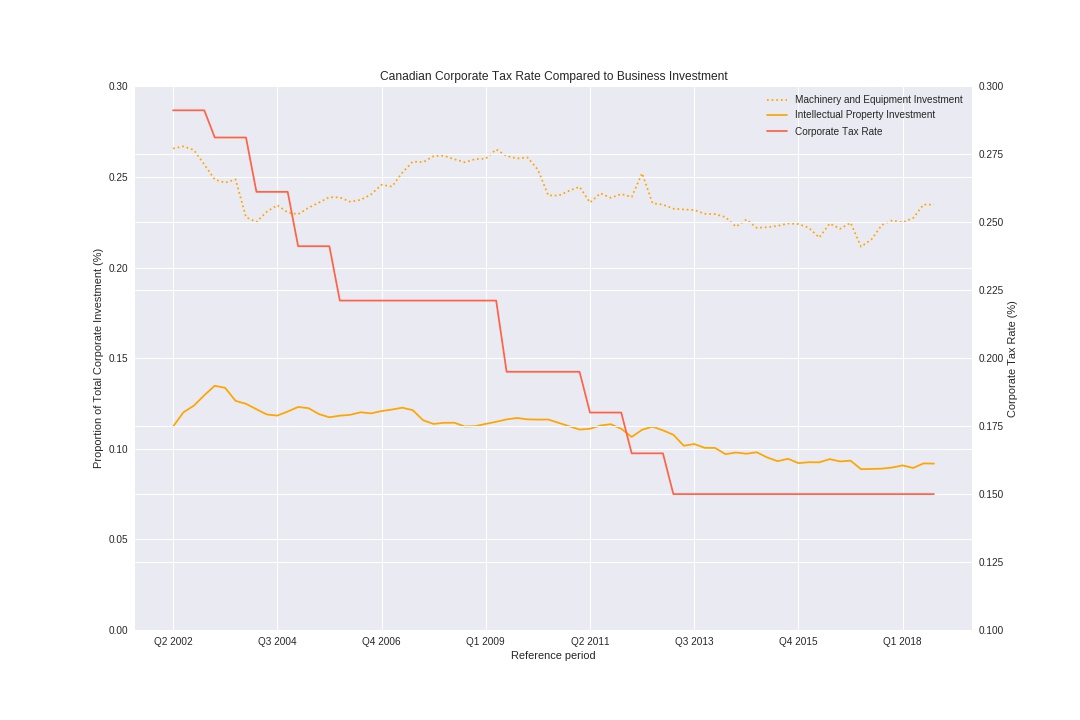 Canadian Corporate Tax Rate Compared to Business Investment
Machinery and Equipment Investment
Intellectual Property Investment
Corporate Tax Rate
Proportion of Total Corporate Investment (%)
0.30
0.25
0.20
0.15
0.10
0.05
0.00
0.300
0.275
0.250
0.225
0.200
0.175
0.150
0.125
0.100
Corporate Tax Rate (%)
Q2 2002 Q3 2004 Q4 2006 Q1 2009 Q2 2011 Q3 2013 Q4 2015 Q1 2018
Reference period